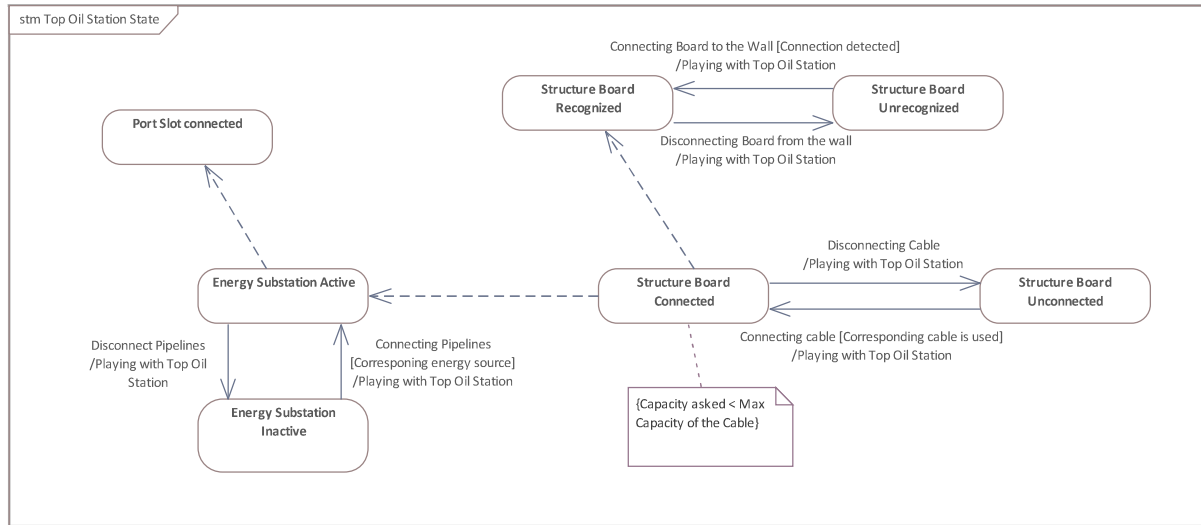 stm Top Oil Station State
Connecting Board to the Wall [Connection detected]
/Playing with Top Oil Station
Structure Board
Recognized
Structure Board
Unrecognized
Port Slot connected
Disconnecting Board from the wall
/Playing with Top Oil Station
Disconnecting Cable
/Playing with Top Oil Station
Energy Substation Active
Structure Board
Connected
Structure Board
Unconnected
Disconnect Pipelines
/Playing with Top Oil
Station
Connecting Pipelines
[Corresponing energy source]
/Playing with Top Oil Station
Connecting cable [Corresponding cable is used]
/Playing with Top Oil Station
Energy Substation
Inactive
{Capacity asked < Max
Capacity of the Cable}